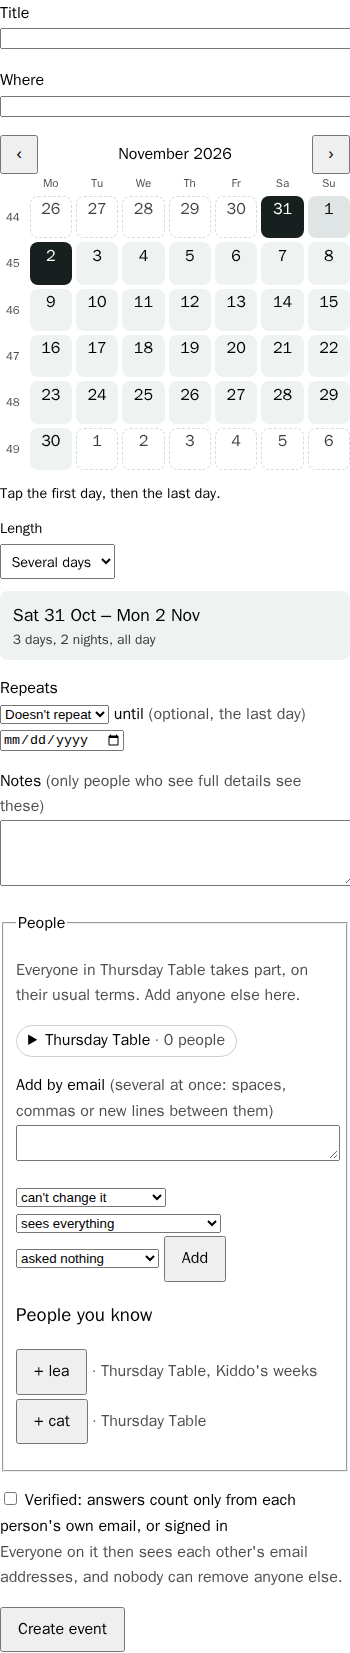 Title
Where
‹ November 2026 ›
Mo Tu We Th Fr Sa Su
44 26 27 28 29 30 31 1
45 2 3 4 5 6 7 8
46 9 10 11 12 13 14 15
47 16 17 18 19 20 21 22
48 23 24 25 26 27 28 29
49 30 1 2 3 4 5 6
Tap the first day, then the last day.
Length
Several days
Sat 31 Oct – Mon 2 Nov
3 days, 2 nights, all day
Repeats
Doesn't repeat until (optional, the last day)
mm/dd/yyyy
Notes (only people who see full details see
these)
People
Everyone in Thursday Table takes part, on
their usual terms. Add anyone else here.
▶ Thursday Table · 0 people
Add by email (several at once: spaces,
commas or new lines between them)
can't change it
sees everything
asked nothing Add
People you know
+ lea · Thursday Table, Kiddo's weeks
+ cat · Thursday Table
Verified: answers count only from each
person's own email, or signed in
Everyone on it then sees each other's email
addresses, and nobody can remove anyone else.
Create event